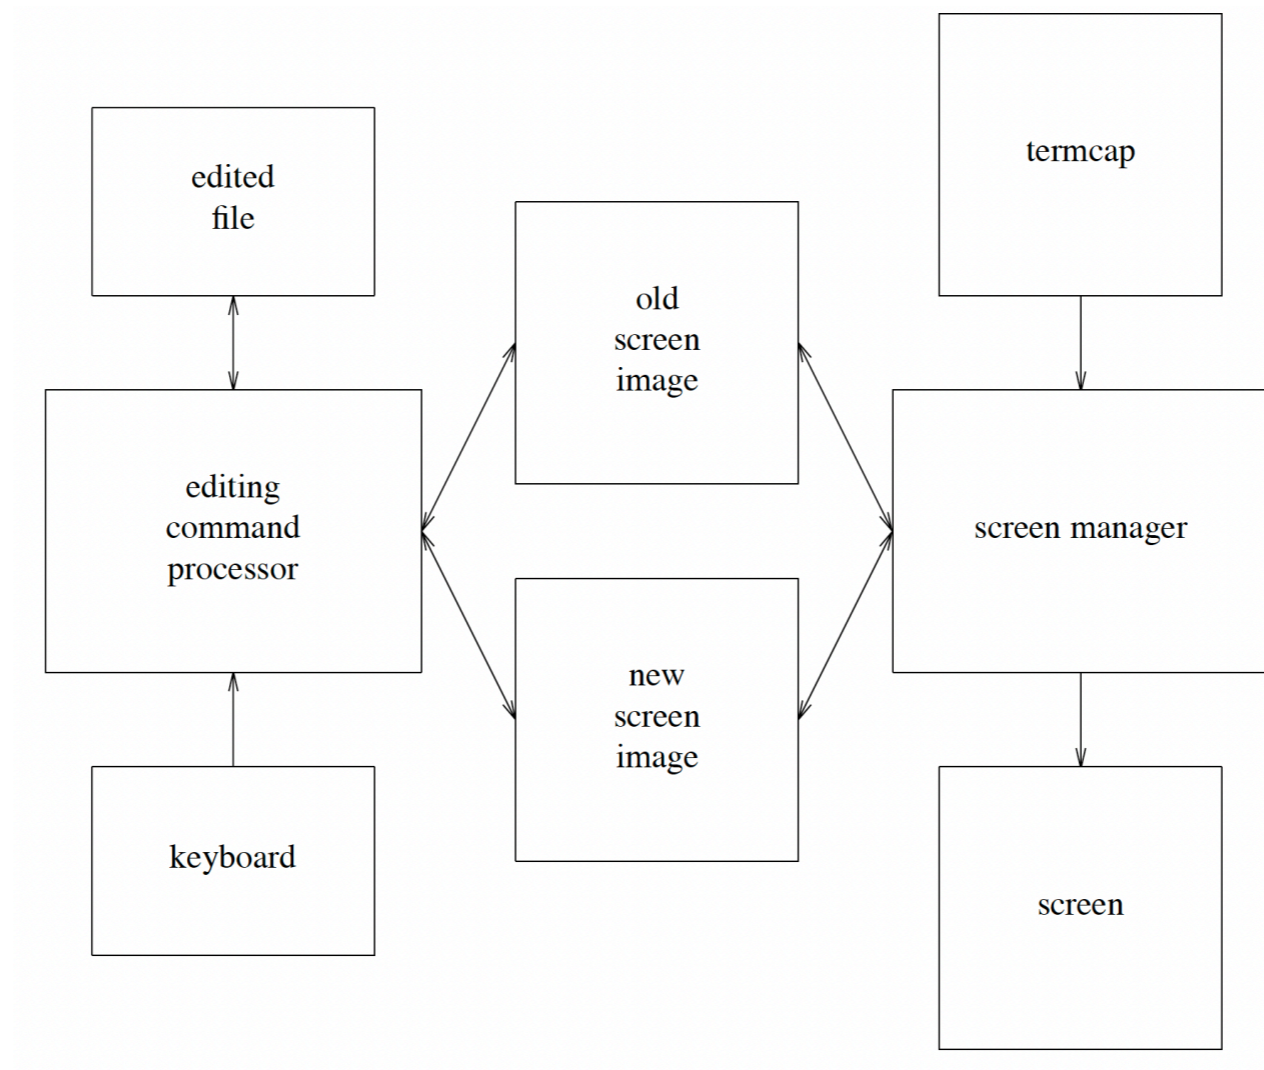 edited
file
editing
command
processor
keyboard
old
screen
image
new
screen
image
termcap
screen manager
screen